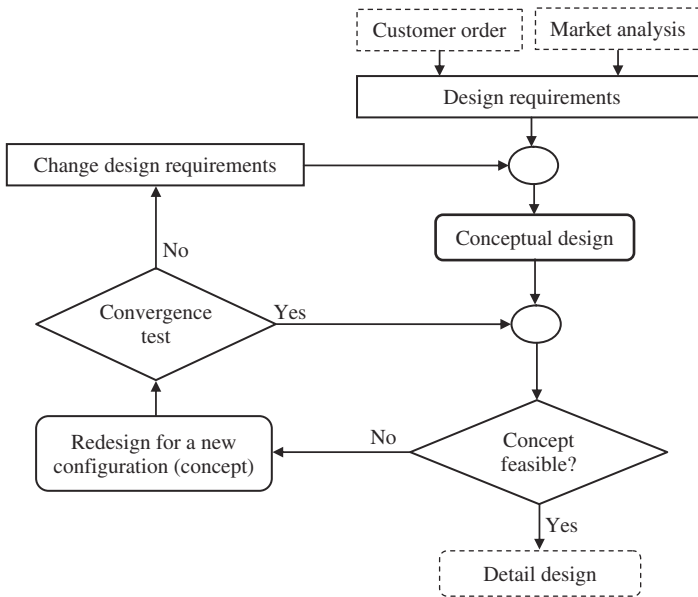 Customer order
Market analysis
Design requirements
Change design requirements
Conceptual design
No
Convergence
test
Yes
Redesign for a new
configuration (concept)
No
Concept
feasible?
Yes
Detail design